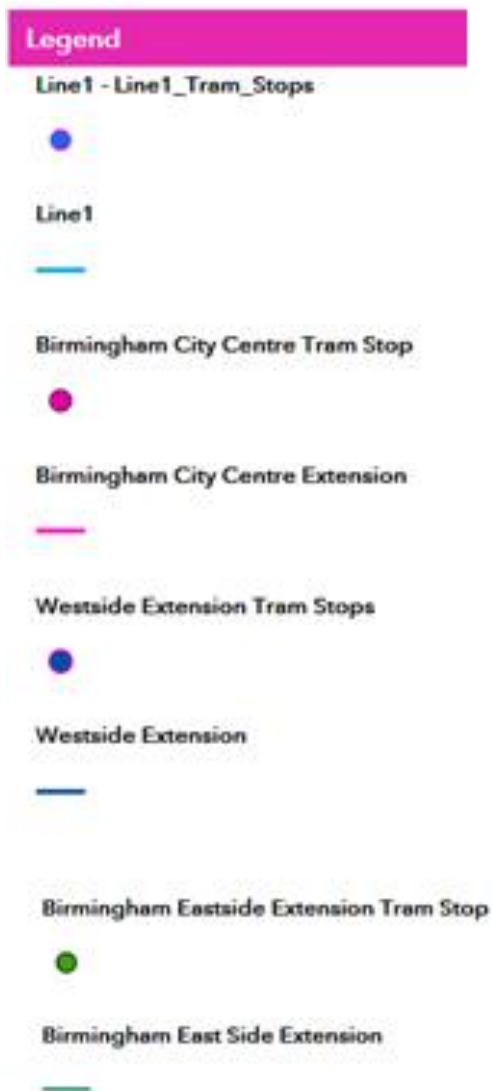 Legend
Line1 - Line1_Tram_Stops
Line1
Birmingham City Centre Tram Stop
Birmingham City Centre Extension
Westside Extension Tram Stops
Westside Extension
Birmingham Eastside Extension Tram Stop
Birmingham East Side Extension